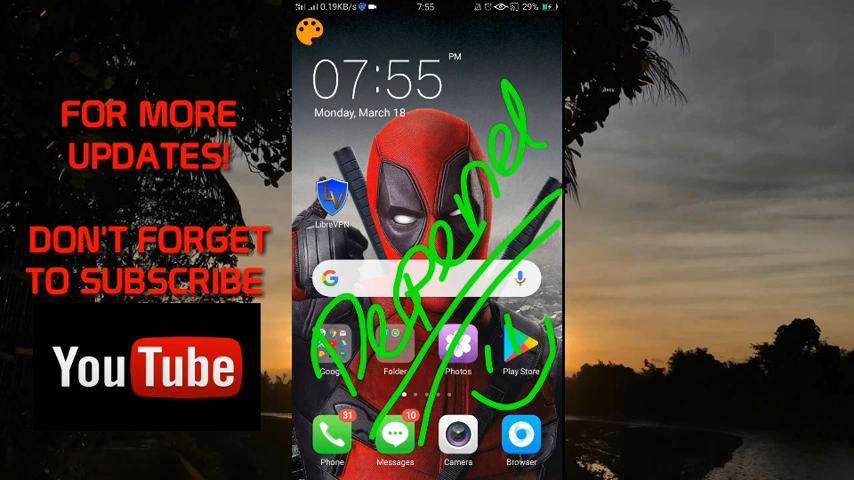 FOR MORE
UPDATES!
DON'T FORGET
TO SUBSCRIBE
YouTube
0.19KB/s
7:55
29%
07:55 PM
Monday, March 18
LV
LibreVPN
G
Folder
Photos
Play Store
31
10
Phone
Messages
Camera
Browser